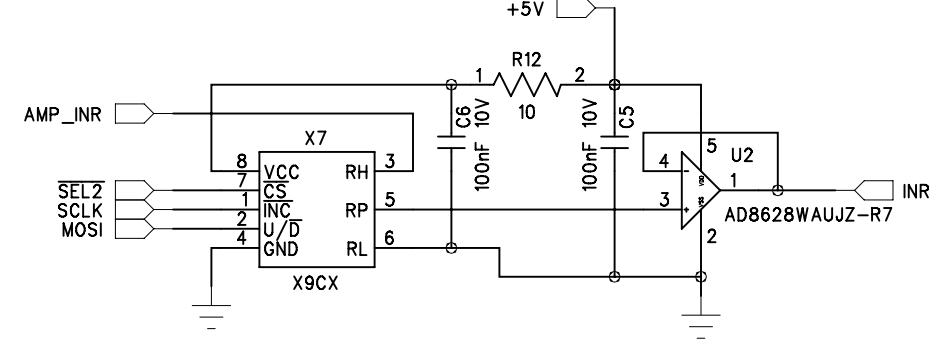 +5V
R12
1
2
10
C6
10V
100nF
10V
C5
100nF
AMP_INR
X7
8
VCC
RH
3
SEL2
7
CS
SCLK
1
INC
RP
5
MOSI
2
U/D
4
GND
RL
6
X9CX
5
4
-
U2
VDD
1
INR
3
+
VSS
AD8628WAUJZ-R7
2